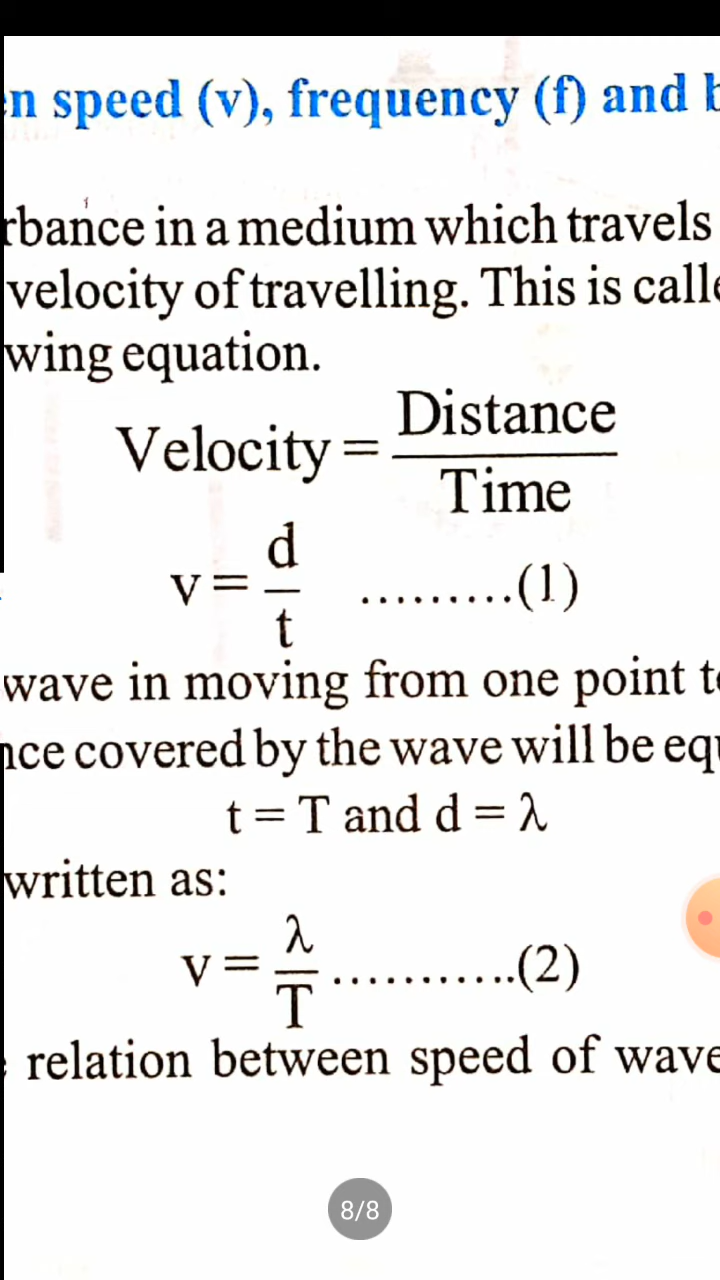 n speed (v), frequency (f) and
rbance in a medium which travels
velocity of travelling. This is calle
wing equation.
Velocity = Distance
Time
v = d
t .........(1)
wave in moving from one point t
nce covered by the wave will be equ
t = T and d = λ
written as:
v = λ
T ...........(2)
relation between speed of wave
8/8